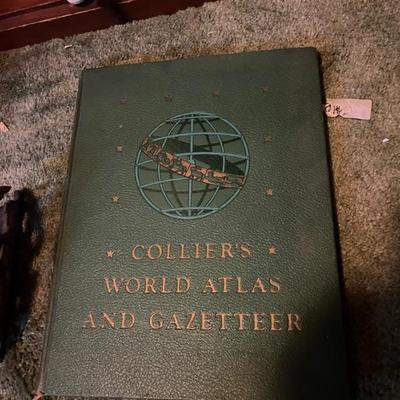 COLLIER'S
WORLD ATLAS
AND GAZETTEER